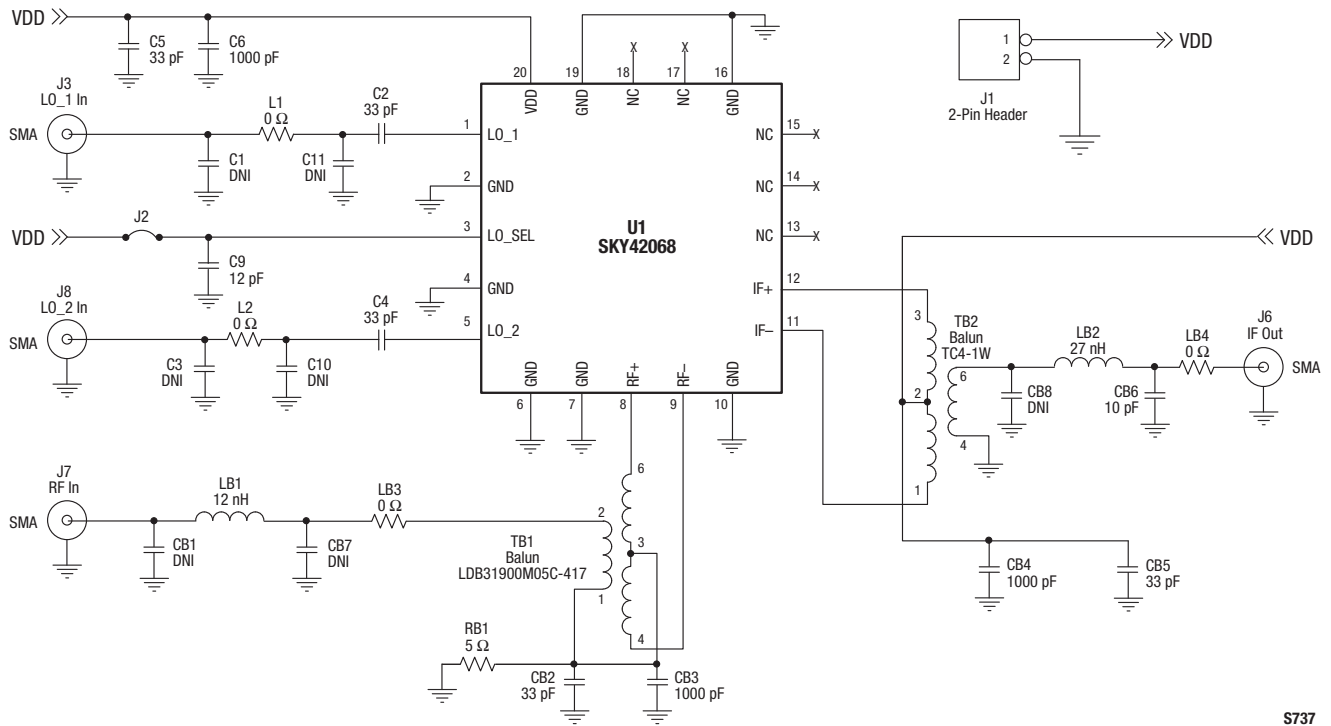 VDD
C5
33 pF
C6
1000 pF
J3
LO_1 In
SMA
L1
0 Ω
C2
33 pF
C1
DNI
C11
DNI
VDD
J2
C9
12 pF
J8
LO_2 In
SMA
L2
0 Ω
C4
33 pF
C3
DNI
C10
DNI
20
19
18
17
16
VDD
GND
NC
NC
GND
1
LO_1
2
GND
3
LO_SEL
4
GND
5
LO_2
U1
SKY42068
NC
15
NC
14
NC
13
IF+
12
IF–
11
GND
GND
RF+
RF–
GND
6
7
8
9
10
X
X
X
X
X
1
2
VDD
J1
2-Pin Header
VDD
3
2
1
TB2
Balun
TC4-1W
6
4
LB2
27 nH
LB4
0 Ω
J6
IF Out
SMA
CB8
DNI
CB6
10 pF
CB4
1000 pF
CB5
33 pF
J7
RF In
SMA
LB1
12 nH
LB3
0 Ω
CB1
DNI
CB7
DNI
TB1
Balun
LDB31900M05C-417
2
1
6
3
4
RB1
5 Ω
CB2
33 pF
CB3
1000 pF
S737